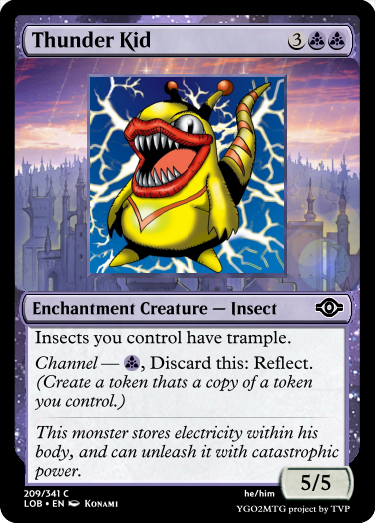 Thunder Kid 3
Enchantment Creature — Insect
Insects you control have trample.
Channel — , Discard this: Reflect.
(Create a token thats a copy of a token
you control.)
This monster stores electricity within his
body, and can unleash it with catastrophic
power.
5/5
209/341 C he/him
LOB • EN Konami YGO2MTG project by TVP